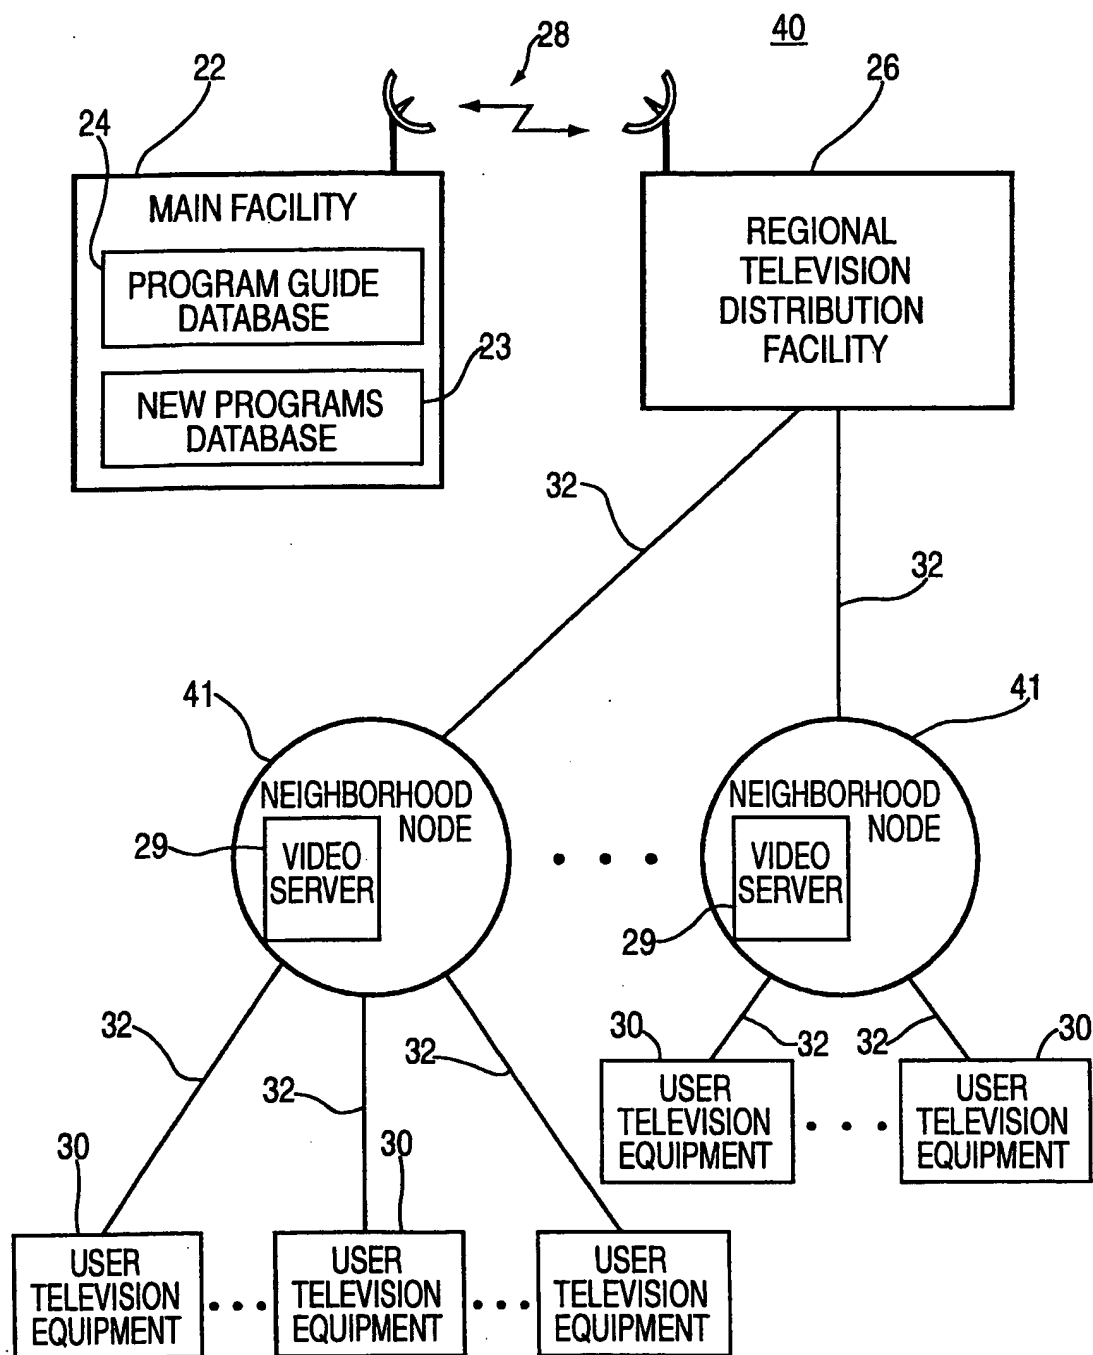 40
28
22
26
24
MAIN FACILITY
PROGRAM GUIDE
DATABASE
23
NEW PROGRAMS
DATABASE
REGIONAL
TELEVISION
DISTRIBUTION
FACILITY
32
32
41
41
NEIGHBORHOOD
NODE
29
VIDEO
SERVER
NEIGHBORHOOD
NODE
29
VIDEO
SERVER
32
32
32
30
32
32
30
USER
TELEVISION
EQUIPMENT
USER
TELEVISION
EQUIPMENT
30
30
USER
TELEVISION
EQUIPMENT
USER
TELEVISION
EQUIPMENT
USER
TELEVISION
EQUIPMENT